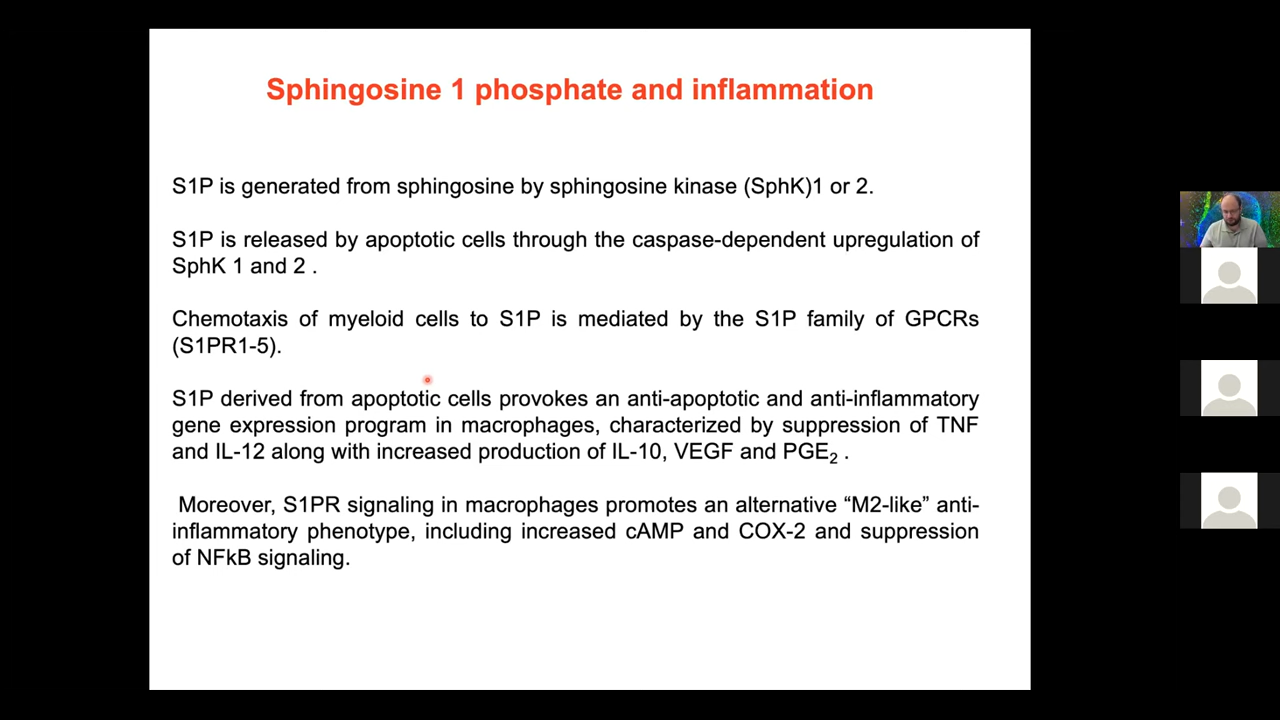 Sphingosine 1 phosphate and inflammation
S1P is generated from sphingosine by sphingosine kinase (SphK)1 or 2.
S1P is released by apoptotic cells through the caspase-dependent upregulation of
SphK 1 and 2 .
Chemotaxis of myeloid cells to S1P is mediated by the S1P family of GPCRs
(S1PR1-5).
S1P derived from apoptotic cells provokes an anti-apoptotic and anti-inflammatory
gene expression program in macrophages, characterized by suppression of TNF
and IL-12 along with increased production of IL-10, VEGF and PGE₂ .
Moreover, S1PR signaling in macrophages promotes an alternative “M2-like” anti-
inflammatory phenotype, including increased cAMP and COX-2 and suppression
of NFkB signaling.